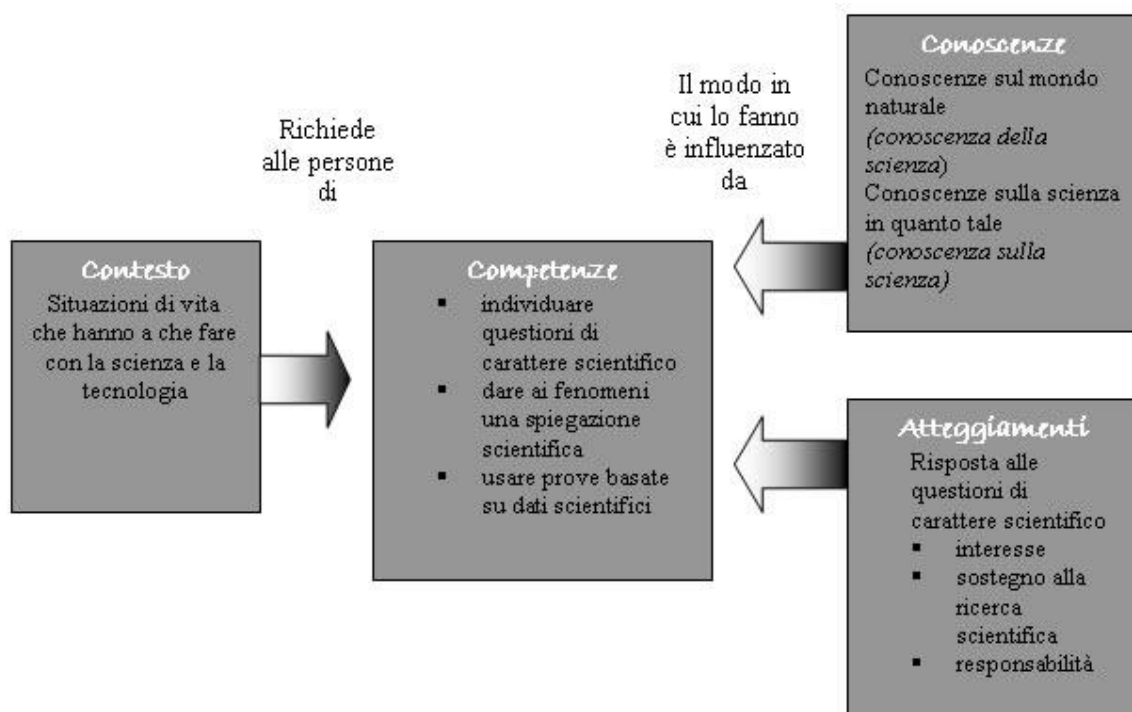 Contesto
Situazioni di vita
che hanno a che fare
con la scienza e la
tecnologia
Richiede
alle persone
di
Competenze
▪ individuare
questioni di
carattere scientifico
▪ dare ai fenomeni
una spiegazione
scientifica
▪ usare prove basate
su dati scientifici
Il modo in
cui lo fanno
è influenzato
da
Conoscenze
Conoscenze sul mondo
naturale
(conoscenza della
scienza)
Conoscenze sulla scienza
in quanto tale
(conoscenza sulla
scienza)
Atteggiamenti
Risposta alle
questioni di
carattere scientifico
▪ interesse
▪ sostegno alla
ricerca
scientifica
▪ responsabilità